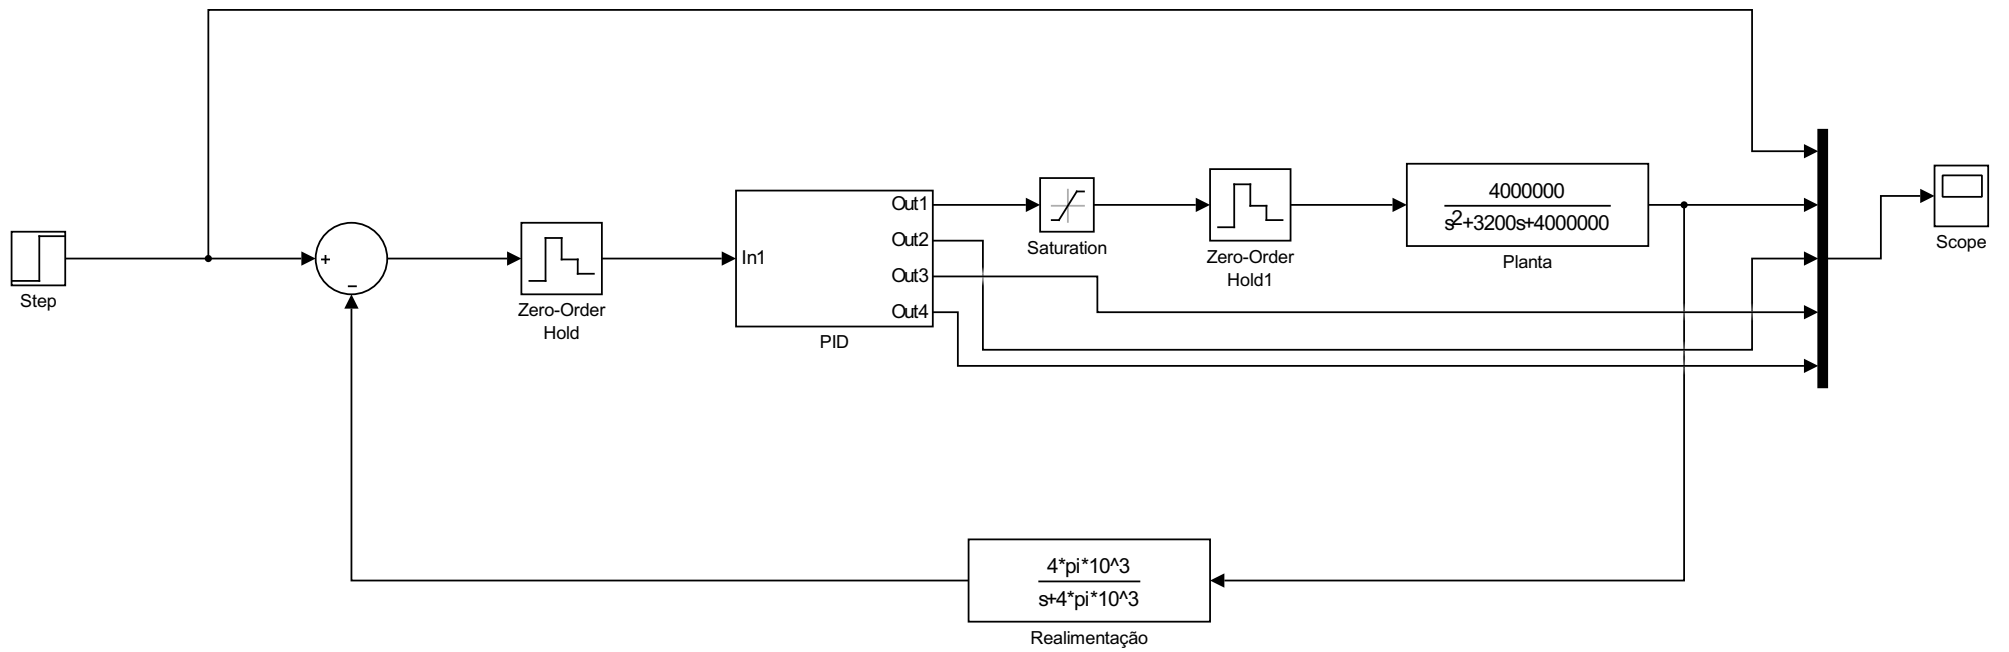 Step
+
−
Zero-Order
Hold
In1
Out1
Out2
Out3
Out4
PID
Saturation
Zero-Order
Hold1
4000000
s²+3200s+4000000
Planta
Scope
4*pi*10^3
s+4*pi*10^3
Realimentação